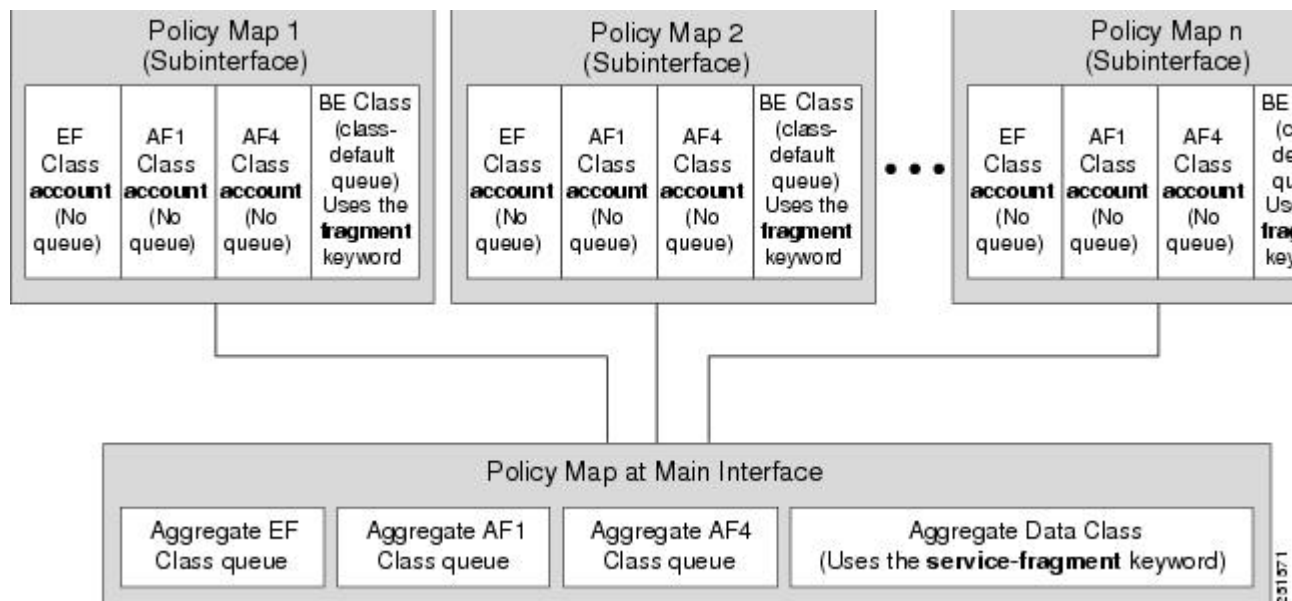 Policy Map 1
(Subinterface)
EF
Class
account
(No
queue)
AF1
Class
account
(No
queue)
AF4
Class
account
(No
queue)
BE Class
(class-
default
queue)
Uses the
fragment
keyword
Policy Map 2
(Subinterface)
EF
Class
account
(No
queue)
AF1
Class
account
(No
queue)
AF4
Class
account
(No
queue)
BE Class
(class-
default
queue)
Uses the
fragment
keyword
Policy Map n
(Subinterface)
EF
Class
account
(No
queue)
AF1
Class
account
(No
queue)
AF4
Class
account
(No
queue)
BE
Policy Map at Main Interface
Aggregate EF
Class queue
Aggregate AF1
Class queue
Aggregate AF4
Class queue
Aggregate Data Class
(Uses the service-fragment keyword)